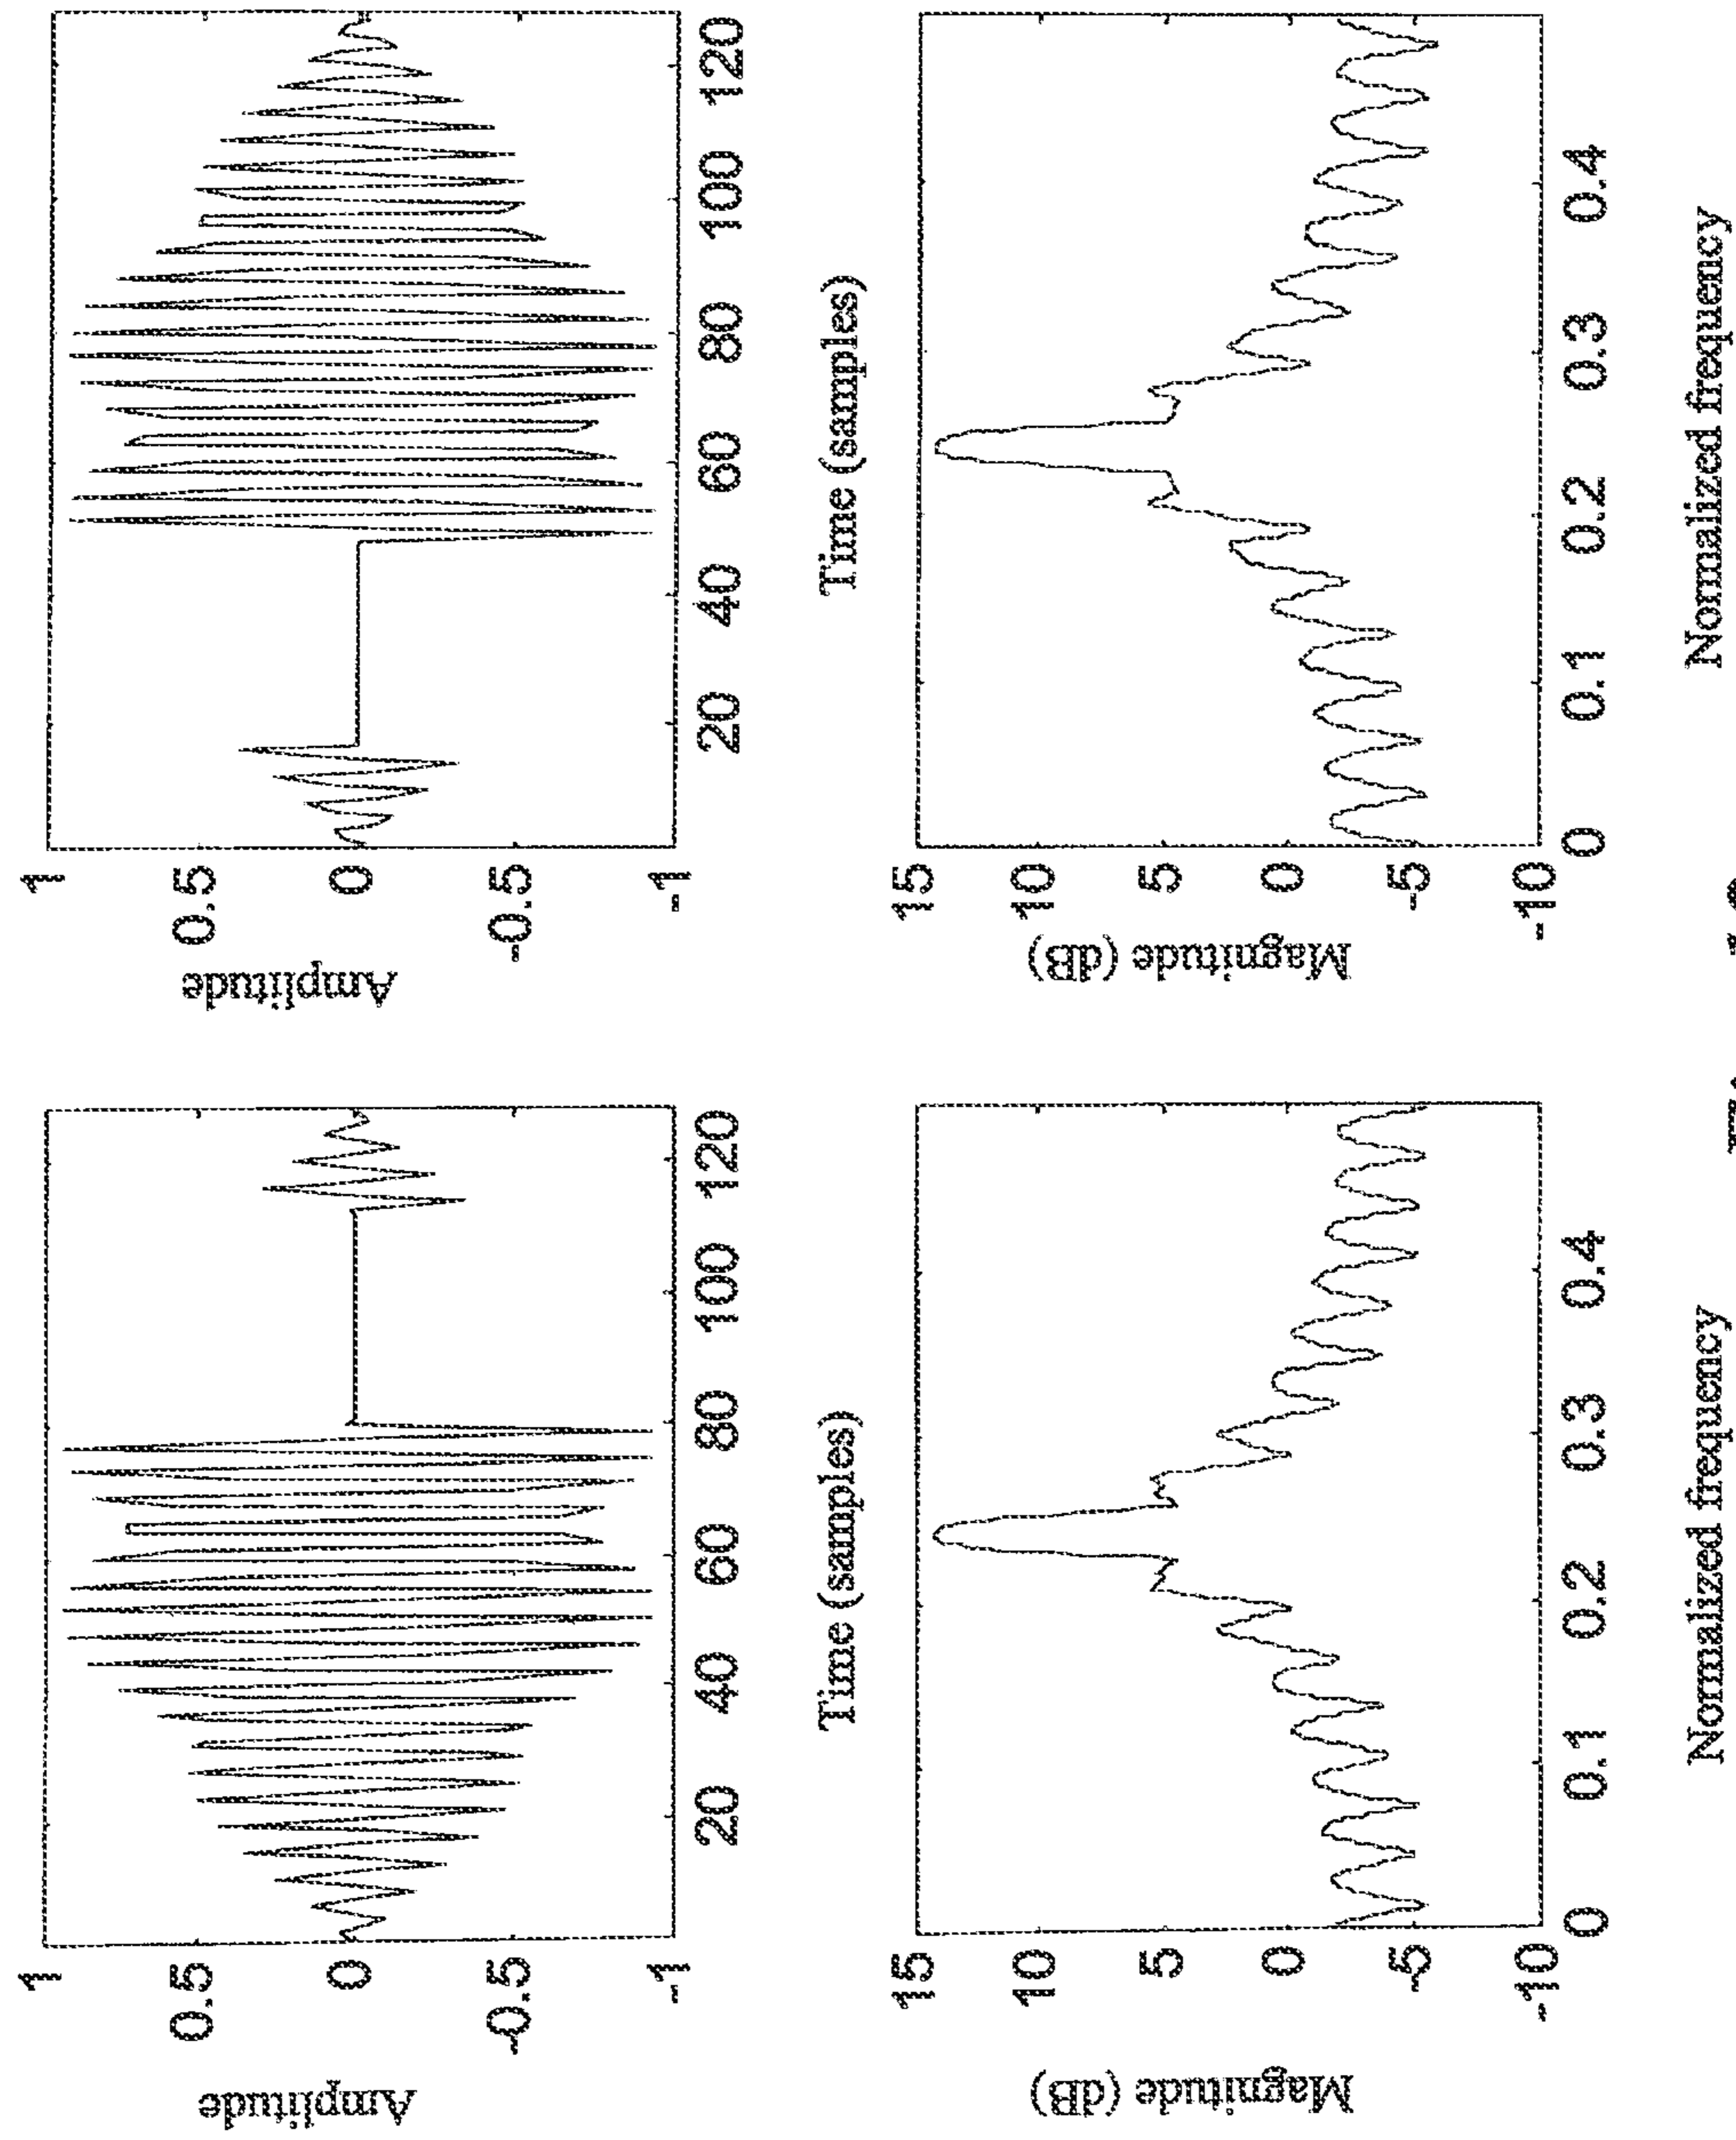 Amplitude
1
0.5
0
-0.5
-1
20 40 60 80 100 120
Time (samples)
Amplitude
1
0.5
0
-0.5
-1
20 40 60 80 100 120
Time (samples)
Magnitude (dB)
15
10
5
0
-5
-10
0 0.1 0.2 0.3 0.4
Normalized frequency
Magnitude (dB)
15
10
5
0
-5
-10
0 0.1 0.2 0.3 0.4
Normalized frequency